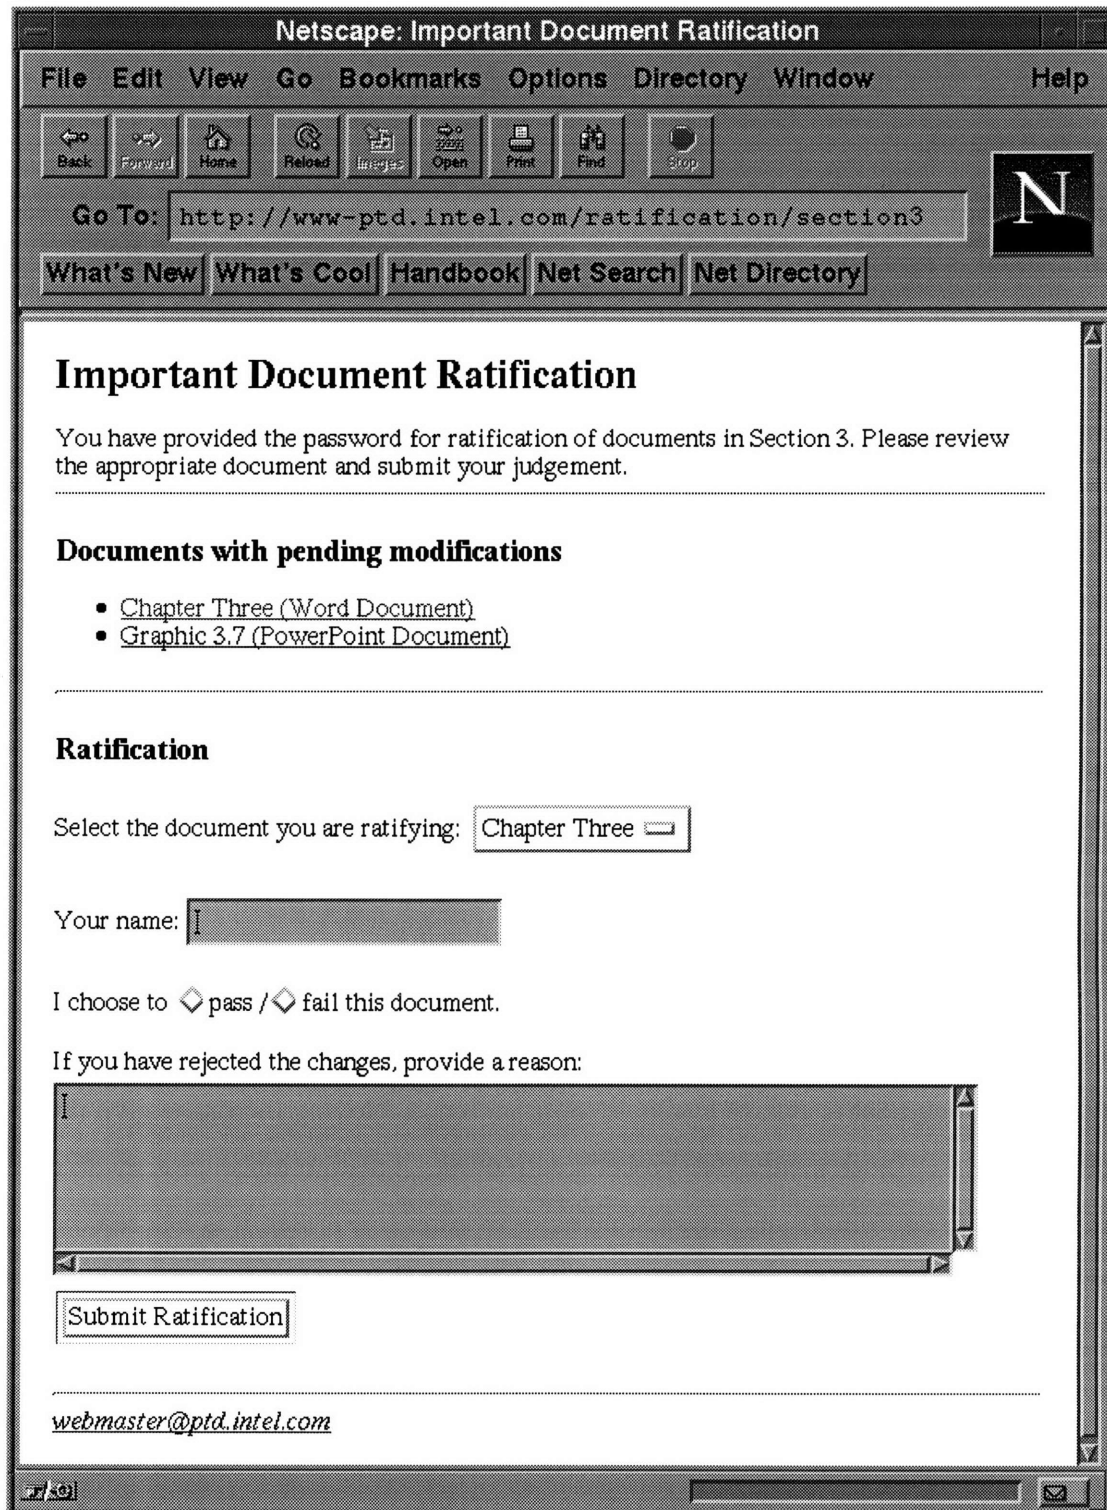 Netscape: Important Document Ratification
File Edit View Go Bookmarks Options Directory Window Help
Back Forward Home Reload Images Open Print Find Stop
N
Go To: http://www-ptd.intel.com/ratification/section3
What's New What's Cool Handbook Net Search Net Directory
Important Document Ratification
You have provided the password for ratification of documents in Section 3. Please review
the appropriate document and submit your judgement.
Documents with pending modifications
• Chapter Three (Word Document)
• Graphic 3.7 (PowerPoint Document)
Ratification
Select the document you are ratifying: Chapter Three
Your name:
I choose to pass / fail this document.
If you have rejected the changes, provide a reason:
Submit Ratification
webmaster@ptd.intel.com